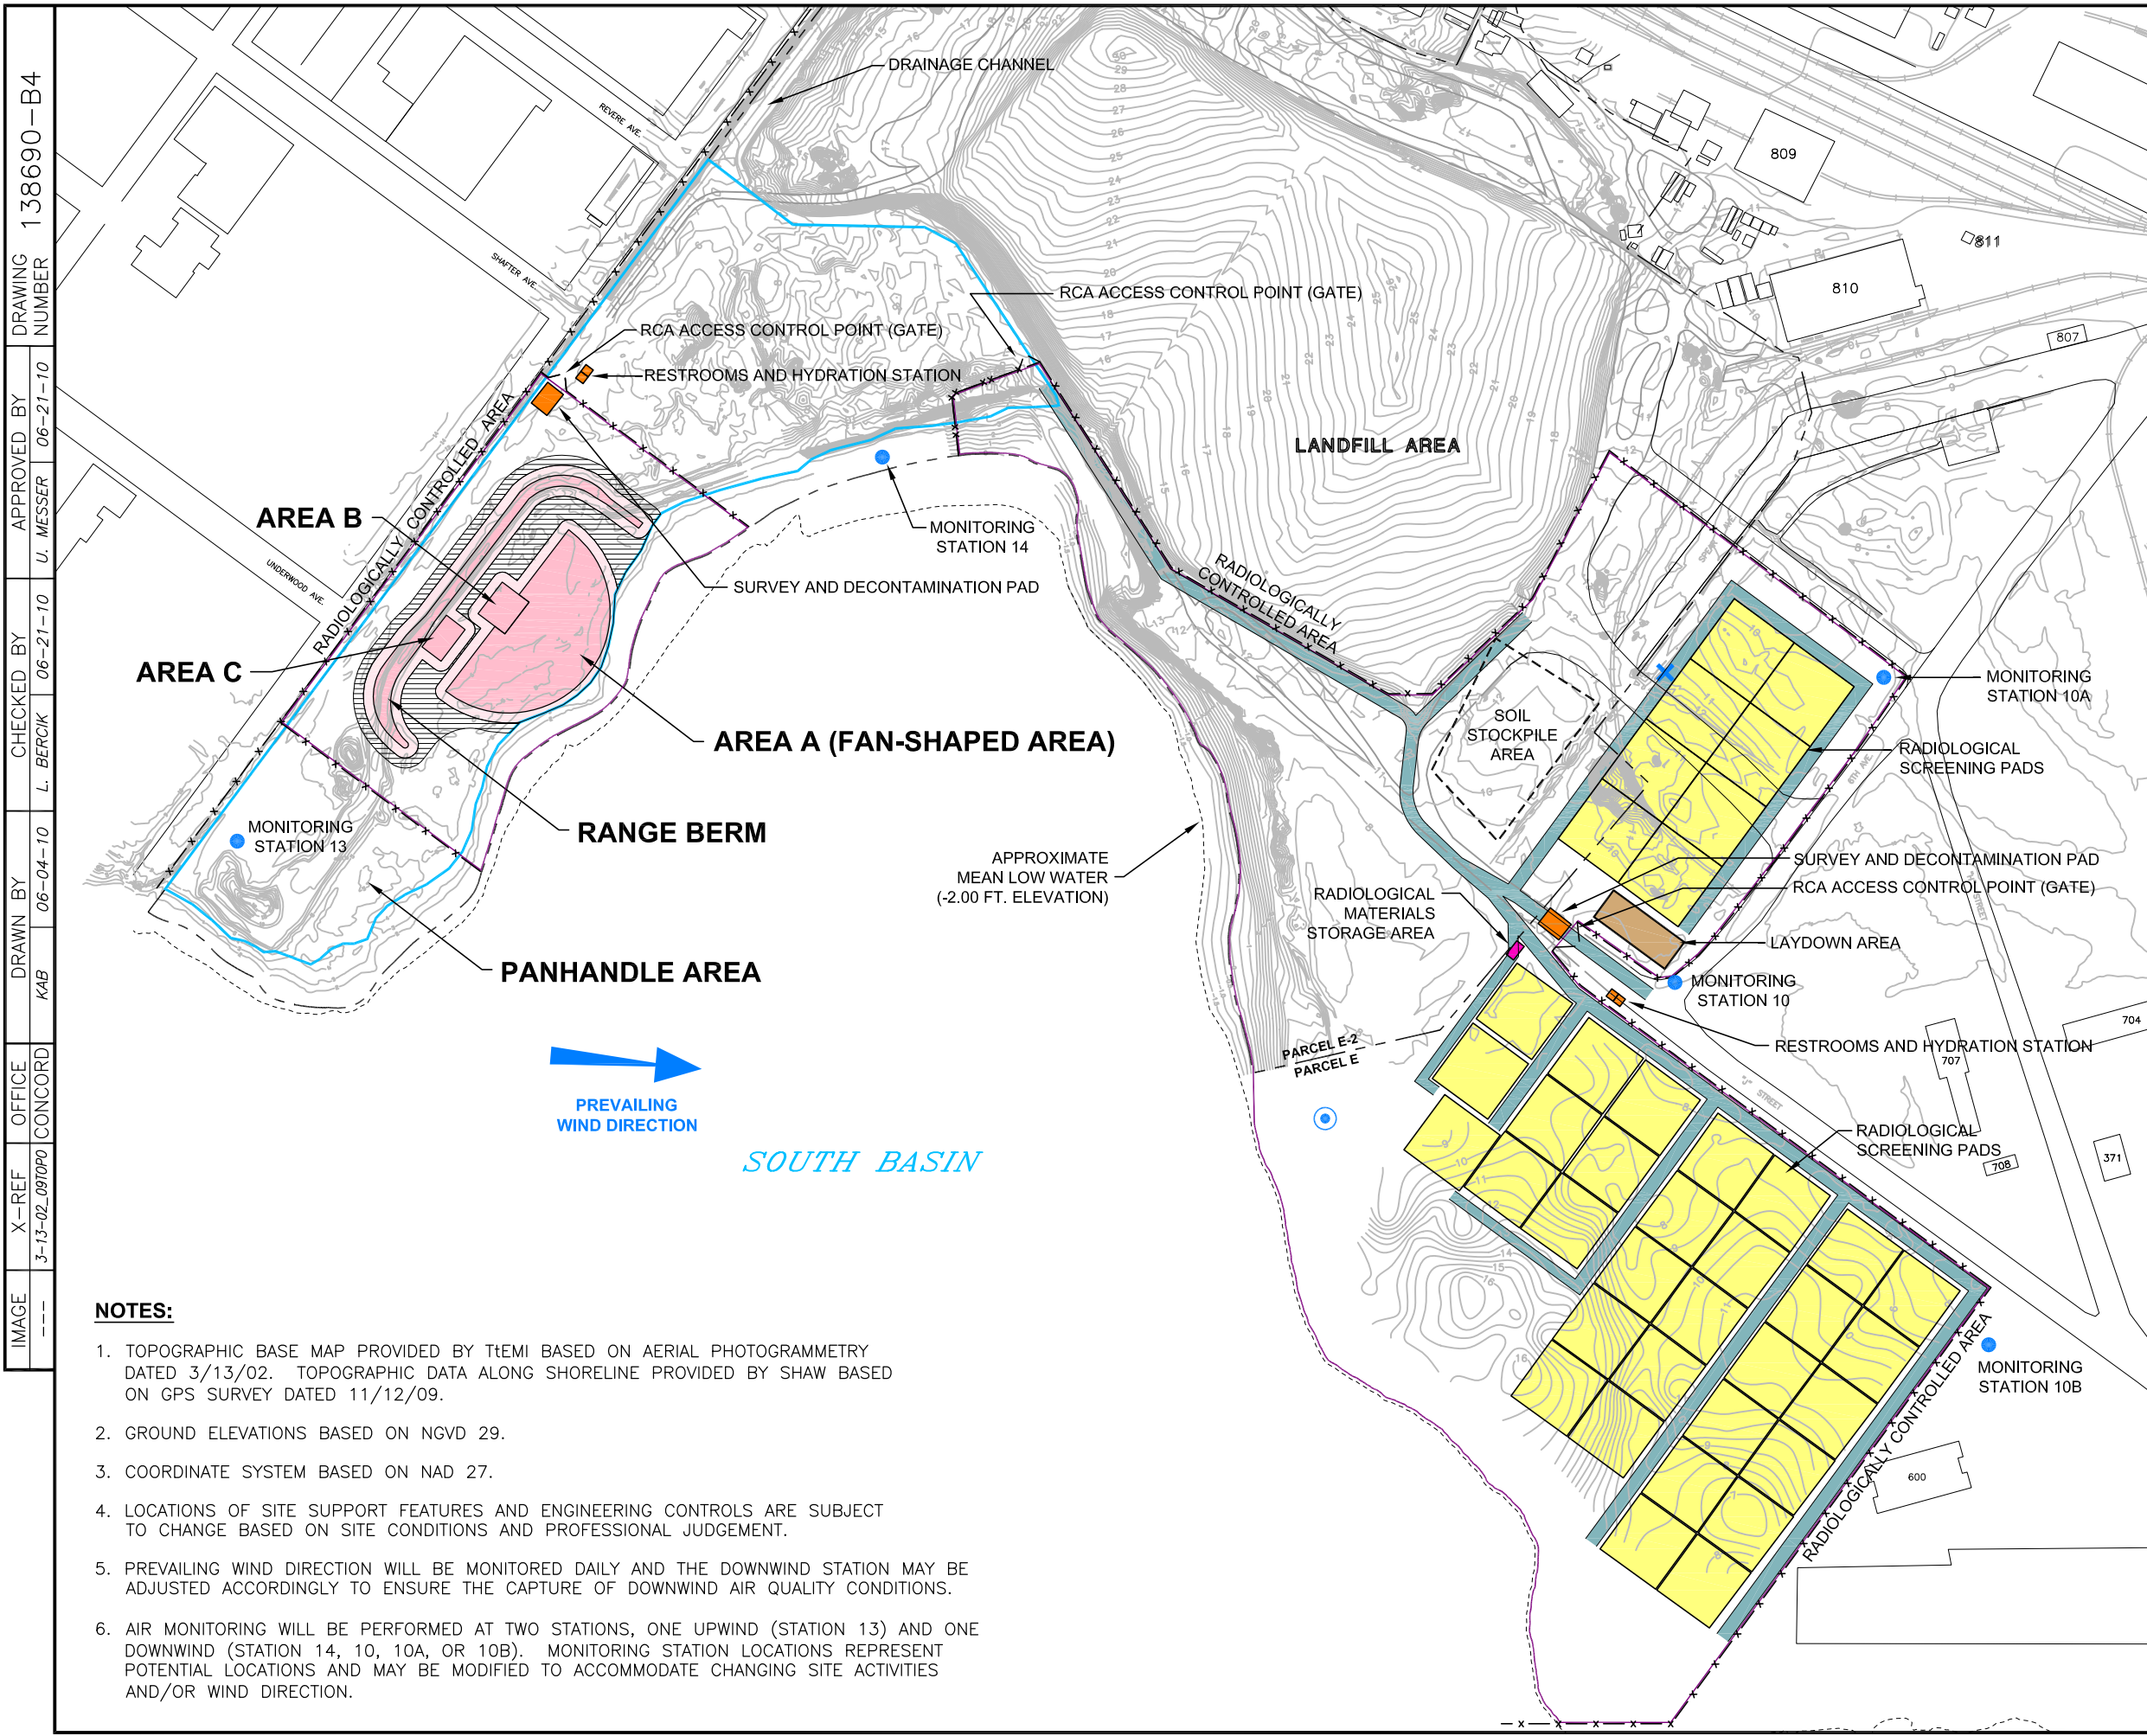 DRAWING NUMBER 138690-B4
APPROVED BY
U. MESSER 06-21-10
CHECKED BY
L. BERCIK 06-21-10
DRAWN BY
KAB 06-04-10
OFFICE
CONCORD
X-REF
IMAGE
---
DRAINAGE CHANNEL
REVERE AVE.
SHAFTER AVE.
UNDERWOOD AVE.
809
811
810
807
RCA ACCESS CONTROL POINT (GATE)
RCA ACCESS CONTROL POINT (GATE)
RESTROOMS AND HYDRATION STATION
RADIOLOGICALLY CONTROLLED AREA
LANDFILL AREA
AREA B
MONITORING
STATION 14
SURVEY AND DECONTAMINATION PAD
RADIOLOGICALLY
CONTROLLED AREA
SPEAR AVE.
AREA C
MONITORING
STATION 10A
SOIL
STOCKPILE
AREA
AREA A (FAN-SHAPED AREA)
RADIOLOGICAL
SCREENING PADS
6TH AVE.
MONITORING
STATION 13
RANGE BERM
APPROXIMATE
MEAN LOW WATER
(-2.00 FT. ELEVATION)
SURVEY AND DECONTAMINATION PAD
RCA ACCESS CONTROL POINT (GATE)
RADIOLOGICAL
MATERIALS
STORAGE AREA
STREET
LAYDOWN AREA
PANHANDLE AREA
MONITORING
STATION 10
704
RESTROOMS AND HYDRATION STATION
707
PARCEL E-2
PARCEL E
PREVAILING
WIND DIRECTION
"S" STREET
RADIOLOGICAL
SCREENING PADS
708
371
SOUTH BASIN
RADIOLOGICALLY CONTROLLED AREA
MONITORING
STATION 10B
600
NOTES:
1. TOPOGRAPHIC BASE MAP PROVIDED BY TtEMI BASED ON AERIAL PHOTOGRAMMETRY
DATED 3/13/02. TOPOGRAPHIC DATA ALONG SHORELINE PROVIDED BY SHAW BASED
ON GPS SURVEY DATED 11/12/09.
2. GROUND ELEVATIONS BASED ON NGVD 29.
3. COORDINATE SYSTEM BASED ON NAD 27.
4. LOCATIONS OF SITE SUPPORT FEATURES AND ENGINEERING CONTROLS ARE SUBJECT
TO CHANGE BASED ON SITE CONDITIONS AND PROFESSIONAL JUDGEMENT.
5. PREVAILING WIND DIRECTION WILL BE MONITORED DAILY AND THE DOWNWIND STATION MAY BE
ADJUSTED ACCORDINGLY TO ENSURE THE CAPTURE OF DOWNWIND AIR QUALITY CONDITIONS.
6. AIR MONITORING WILL BE PERFORMED AT TWO STATIONS, ONE UPWIND (STATION 13) AND ONE
DOWNWIND (STATION 14, 10, 10A, OR 10B). MONITORING STATION LOCATIONS REPRESENT
POTENTIAL LOCATIONS AND MAY BE MODIFIED TO ACCOMMODATE CHANGING SITE ACTIVITIES
AND/OR WIND DIRECTION.